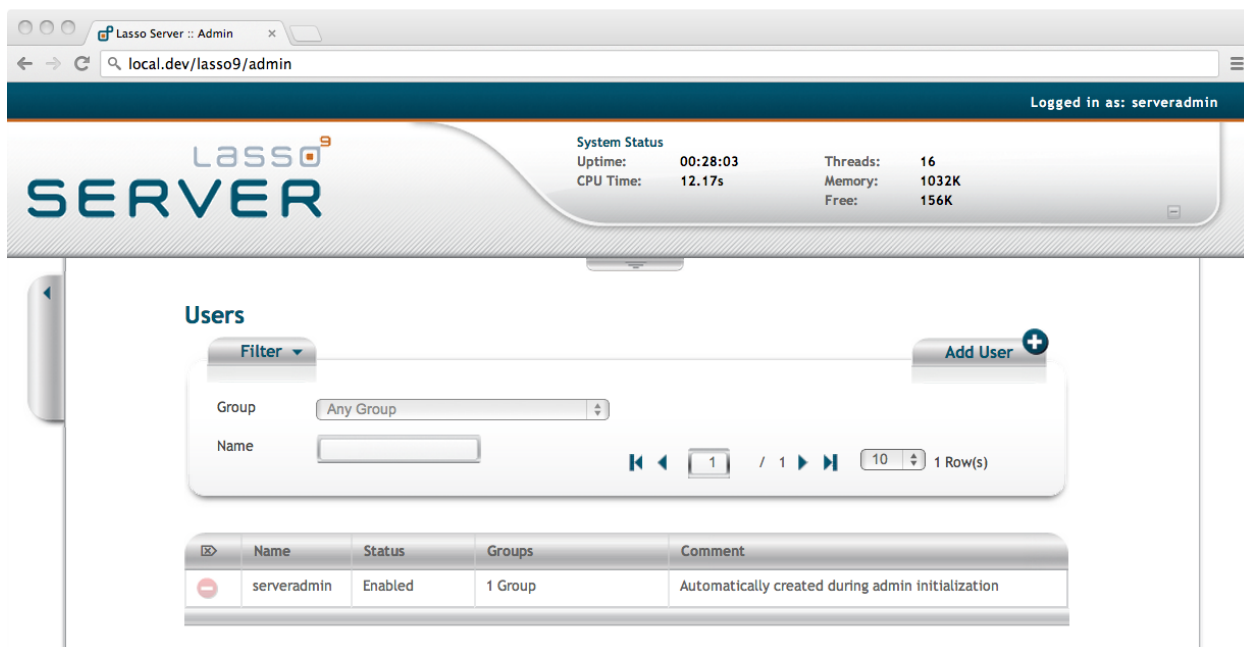 Lasso Server :: Admin
local.dev/lasso9/admin
Logged in as: serveradmin
Lasso 9
SERVER
System Status
Uptime: 00:28:03 Threads: 16
CPU Time: 12.17s Memory: 1032K
Free: 156K
Users
Filter Add User
Group Any Group
Name
1 / 1 10 1 Row(s)
Name Status Groups Comment
serveradmin Enabled 1 Group Automatically created during admin initialization